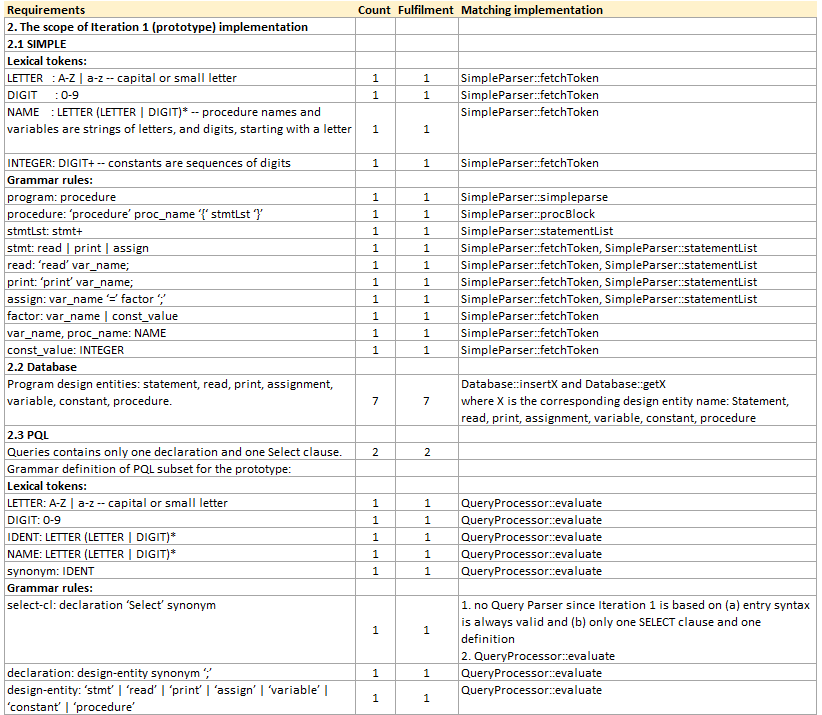 Requirements Count Fulfilment Matching implementation
2. The scope of Iteration 1 (prototype) implementation
2.1 SIMPLE
Lexical tokens:
LETTER : A-Z | a-z -- capital or small letter 1 1 SimpleParser::fetchToken
DIGIT : 0-9 1 1 SimpleParser::fetchToken
NAME : LETTER (LETTER | DIGIT)* -- procedure names and SimpleParser::fetchToken
variables are strings of letters, and digits, starting with a letter 1 1
INTEGER: DIGIT+ -- constants are sequences of digits 1 1 SimpleParser::fetchToken
Grammar rules:
program: procedure 1 1 SimpleParser::simpleparse
procedure: ‘procedure’ proc_name ‘{‘ stmtLst ‘}’ 1 1 SimpleParser::procBlock
stmtLst: stmt+ 1 1 SimpleParser::statementList
stmt: read | print | assign 1 1 SimpleParser::fetchToken, SimpleParser::statementList
read: ‘read’ var_name; 1 1 SimpleParser::fetchToken, SimpleParser::statementList
print: ‘print’ var_name; 1 1 SimpleParser::fetchToken, SimpleParser::statementList
assign: var_name ‘=’ factor ‘;’ 1 1 SimpleParser::fetchToken, SimpleParser::statementList
factor: var_name | const_value 1 1 SimpleParser::fetchToken
var_name, proc_name: NAME 1 1 SimpleParser::fetchToken
const_value: INTEGER 1 1 SimpleParser::fetchToken
2.2 Database
Program design entities: statement, read, print, assignment, Database::insertX and Database::getX
variable, constant, procedure. 7 7 where X is the corresponding design entity name: Statement,
read, print, assignment, variable, constant, procedure
2.3 PQL
Queries contains only one declaration and one Select clause. 2 2
Grammar definition of PQL subset for the prototype:
Lexical tokens:
LETTER: A-Z | a-z -- capital or small letter 1 1 QueryProcessor::evaluate
DIGIT: 0-9 1 1 QueryProcessor::evaluate
IDENT: LETTER (LETTER | DIGIT)* 1 1 QueryProcessor::evaluate
NAME: LETTER (LETTER | DIGIT)* 1 1 QueryProcessor::evaluate
synonym: IDENT 1 1 QueryProcessor::evaluate
Grammar rules:
select-cl: declaration ‘Select’ synonym 1. no Query Parser since Iteration 1 is based on (a) entry syntax
1 1 is always valid and (b) only one SELECT clause and one
definition
2. QueryProcessor::evaluate
declaration: design-entity synonym ‘;’ 1 1 QueryProcessor::evaluate
design-entity: ‘stmt’ | ‘read’ | ‘print’ | ‘assign’ | ‘variable’ | QueryProcessor::evaluate
‘constant’ | ‘procedure’ 1 1